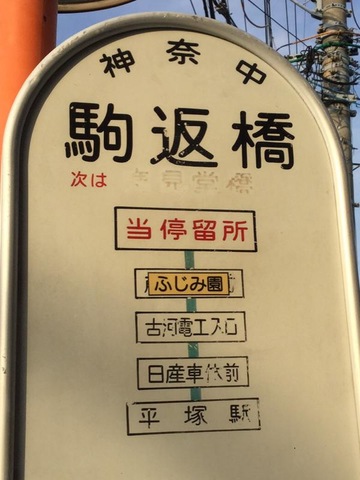 神奈中
駒返橋
次は
当停留所
ふじみ園
古河電工入口
日産車体前
平塚駅